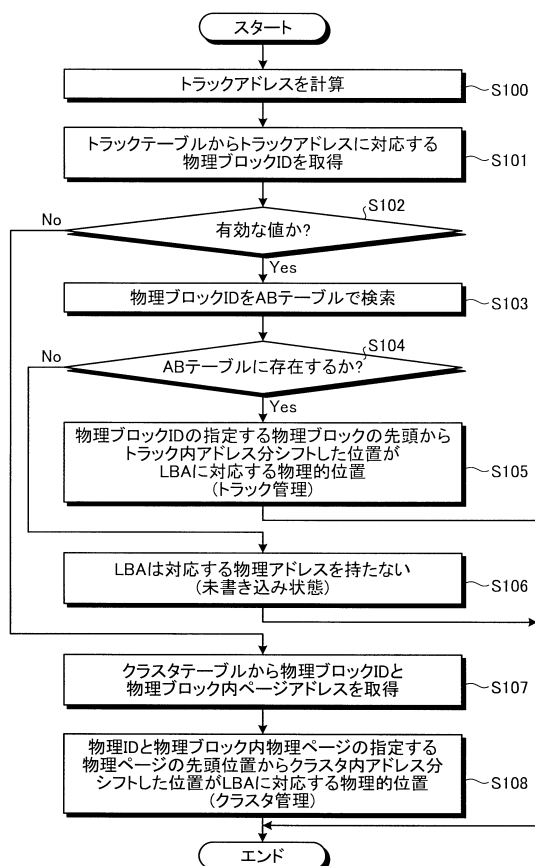 スタート
トラックアドレスを計算
S100
トラックテーブルからトラックアドレスに対応する
物理ブロックIDを取得
S101
S102
No
有効な値か?
Yes
物理ブロックIDをABテーブルで検索
S103
S104
No
ABテーブルに存在するか?
Yes
物理ブロックIDの指定する物理ブロックの先頭から
トラック内アドレス分シフトした位置が
LBAに対応する物理的位置
(トラック管理)
S105
LBAは対応する物理アドレスを持たない
(未書き込み状態)
S106
クラスタテーブルから物理ブロックIDと
物理ブロック内ページアドレスを取得
S107
物理IDと物理ブロック内物理ページの指定する
物理ページの先頭位置からクラスタ内アドレス分
シフトした位置がLBAに対応する物理的位置
(クラスタ管理)
S108
エンド